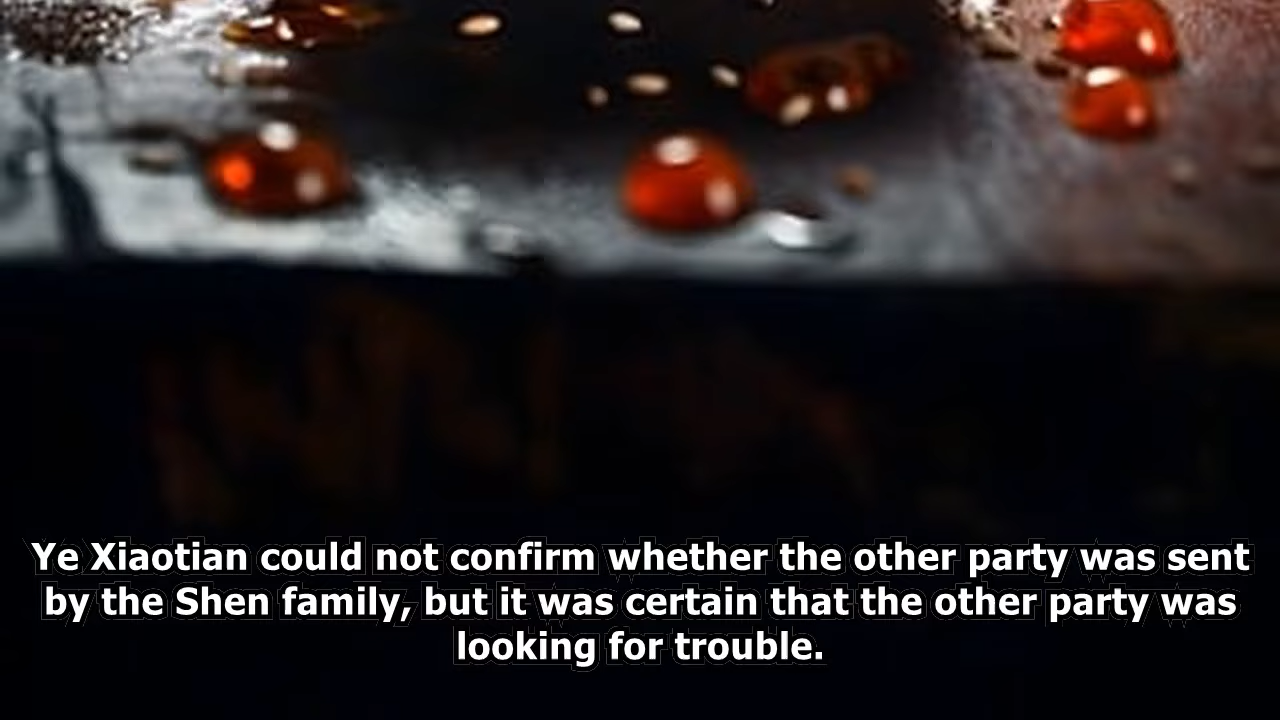 Ye Xiaotian could not confirm whether the other party was sent
by the Shen family, but it was certain that the other party was
looking for trouble.